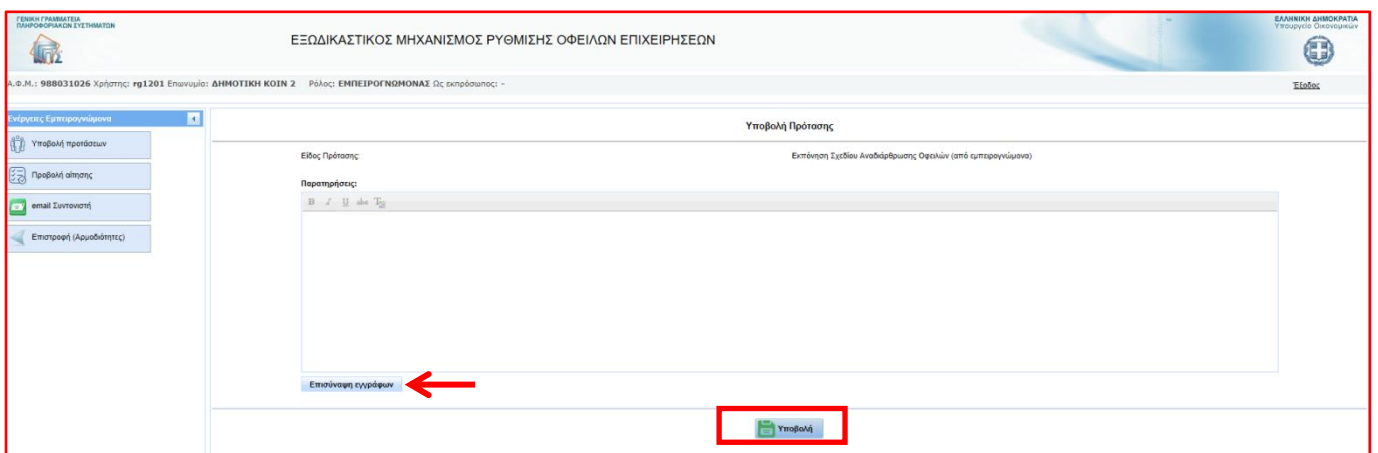 ΓΕΝΙΚΗ ΓΡΑΜΜΑΤΕΙΑ
ΠΛΗΡΟΦΟΡΙΑΚΩΝ ΣΥΣΤΗΜΑΤΩΝ
ΕΞΩΔΙΚΑΣΤΙΚΟΣ ΜΗΧΑΝΙΣΜΟΣ ΡΥΘΜΙΣΗΣ ΟΦΕΙΛΩΝ ΕΠΙΧΕΙΡΗΣΕΩΝ
ΕΛΛΗΝΙΚΗ ΔΗΜΟΚΡΑΤΙΑ
Υπουργείο Οικονομικών
Α.Φ.Μ.: 988031026 Χρήστης: rg1201 Επωνυμία: ΔΗΜΟΤΙΚΗ ΚΟΙΝ 2 Ρόλος: ΕΜΠΕΙΡΟΓΝΩΜΟΝΑΣ Ως εκπρόσωπος: -
Έξοδος
Ενέργειες Εμπειρογνώμονα
Υποβολή προτάσεων
Προβολή αίτησης
email Συντονιστή
Επιστροφή (Αρμοδιότητες)
Υποβολή Πρότασης
Είδος Πρότασης: Εκπόνηση Σχεδίου Αναδιάρθρωσης Οφειλών (από εμπειρογνώμονα)
Παρατηρήσεις:
B I U abc
Επισύναψη εγγράφων
Υποβολή